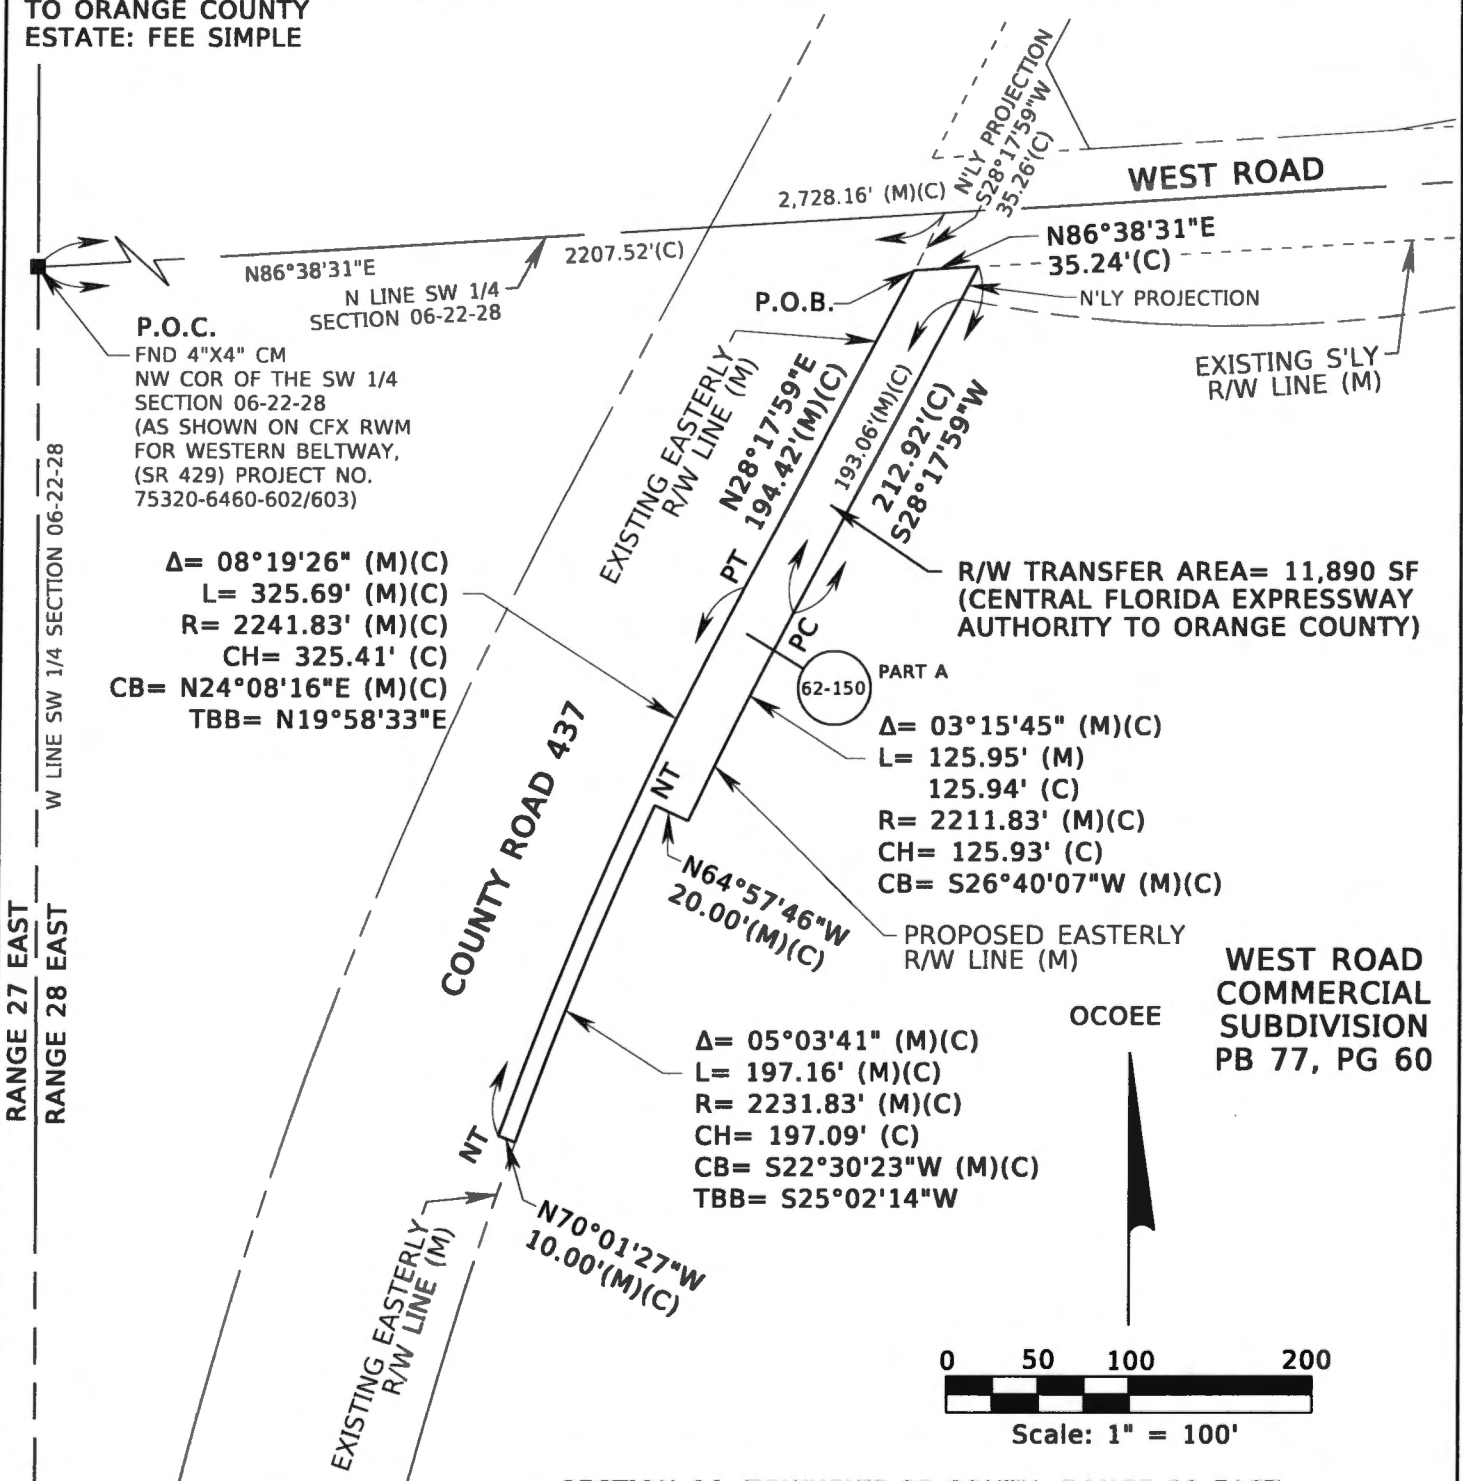 TO ORANGE COUNTY
ESTATE: FEE SIMPLE
N'LY PROJECTION
S28°17'59"W
35.26'(C)
WEST ROAD
2,728.16' (M)(C)
N86°38'31"E
2207.52'(C)
N LINE SW 1/4
SECTION 06-22-28
N86°38'31"E
35.24'(C)
N'LY PROJECTION
P.O.B.
P.O.C.
FND 4"X4" CM
NW COR OF THE SW 1/4
SECTION 06-22-28
(AS SHOWN ON CFX RWM
FOR WESTERN BELTWAY,
(SR 429) PROJECT NO.
75320-6460-602/603)
EXISTING S'LY
R/W LINE (M)
EXISTING EASTERLY
R/W LINE (M)
N28°17'59"E
194.42'(M)(C)
193.06'(M)(C)
212.92'(C)
S28°17'59"W
W LINE SW 1/4 SECTION 06-22-28
Δ= 08°19'26" (M)(C)
L= 325.69' (M)(C)
R= 2241.83' (M)(C)
CH= 325.41' (C)
CB= N24°08'16"E (M)(C)
TBB= N19°58'33"E
PT
PC
R/W TRANSFER AREA= 11,890 SF
(CENTRAL FLORIDA EXPRESSWAY
AUTHORITY TO ORANGE COUNTY)
62-150
PART A
Δ= 03°15'45" (M)(C)
L= 125.95' (M)
125.94' (C)
R= 2211.83' (M)(C)
CH= 125.93' (C)
CB= S26°40'07"W (M)(C)
COUNTY ROAD 437
NT
N64°57'46"W
20.00'(M)(C)
PROPOSED EASTERLY
R/W LINE (M)
WEST ROAD
COMMERCIAL
SUBDIVISION
PB 77, PG 60
OCOEE
RANGE 27 EAST
RANGE 28 EAST
Δ= 05°03'41" (M)(C)
L= 197.16' (M)(C)
R= 2231.83' (M)(C)
CH= 197.09' (C)
CB= S22°30'23"W (M)(C)
TBB= S25°02'14"W
NT
N70°01'27"W
10.00'(M)(C)
EXISTING EASTERLY
R/W LINE (M)
0 50 100 200
Scale: 1" = 100'